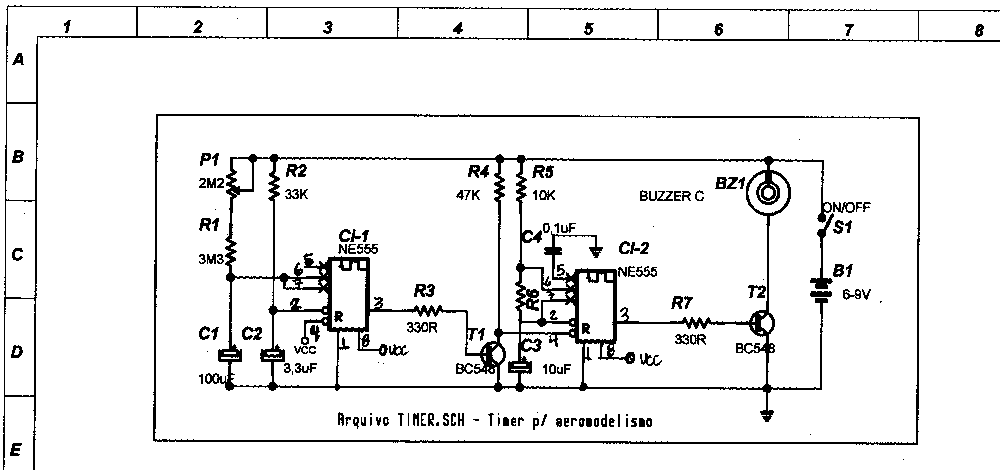 1 2 3 4 5 6 7 8
A
B
C
D
E
P1
2M2
R2
33K
R4
47K
R5
10K
BZ1
BUZZER C
ON/OFF
S1
R1
3M3
CI-1
NE555
5
6
7
2
3
R
4
VCC
1
8
VCC
R3
330R
C4
0,1uF
CI-2
NE555
5
6
7
R6
2
3
R
4
1
8
VCC
R7
330R
T2
BC548
B1
6-9V
C1
100uF
C2
3,3uF
T1
BC548
C3
10uF
Arquivo TIMER.SCH - Timer p/ aeromodelismo